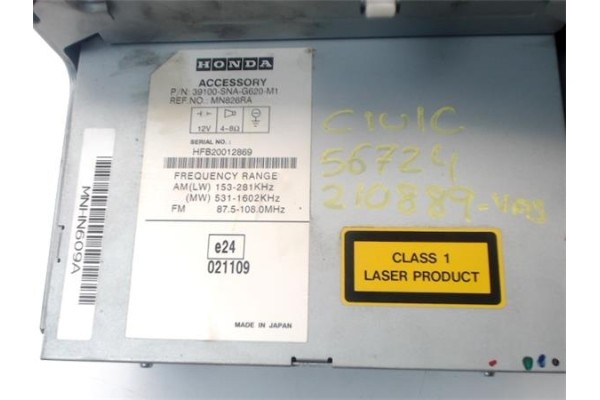 HONDA
ACCESSORY
P/N: 39100-SNA-G620-M1
REF.NO.: MN826RA
12V 4-8Ω
SERIAL NO.:
HFB20012869
FREQUENCY RANGE
AM(LW) 153-281KHz
(MW) 531-1602KHz
FM 87.5-108.0MHz
e24
021109
MADE IN JAPAN
MN-IN609A
CIVIC
56724
210889-
CLASS 1
LASER PRODUCT